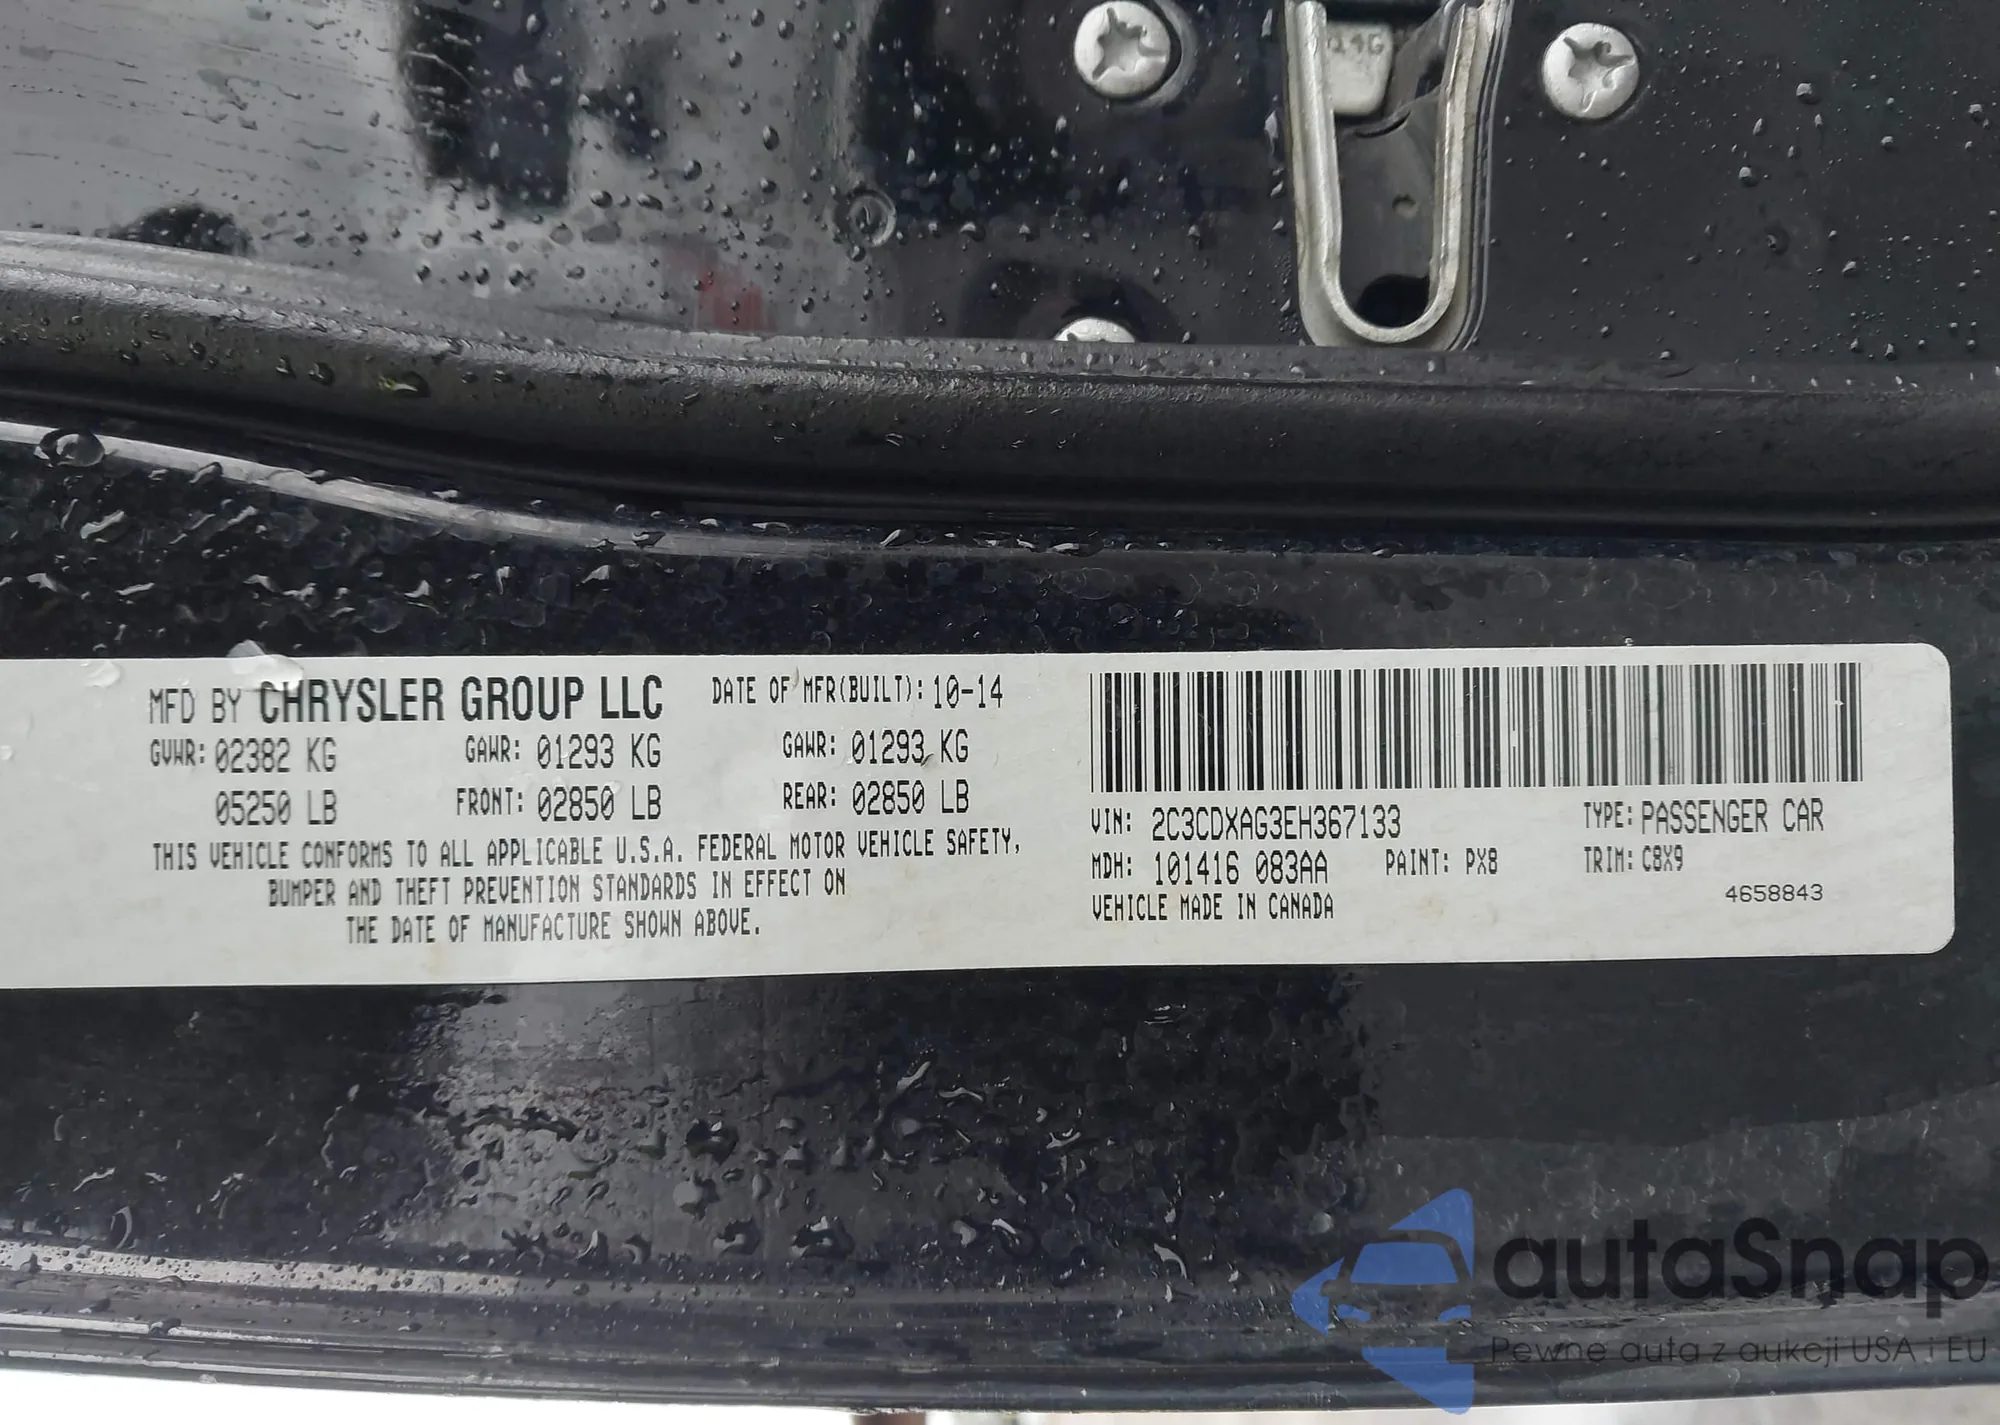 MFD BY CHRYSLER GROUP LLC DATE OF MFR(BUILT): 10-14
GVWR: 02382 KG GAWR: 01293 KG GAWR: 01293 KG
05250 LB FRONT: 02850 LB REAR: 02850 LB
THIS VEHICLE CONFORMS TO ALL APPLICABLE U.S.A. FEDERAL MOTOR VEHICLE SAFETY,
BUMPER AND THEFT PREVENTION STANDARDS IN EFFECT ON
THE DATE OF MANUFACTURE SHOWN ABOVE.
VIN: 2C3CDXAG3EH367133 TYPE: PASSENGER CAR
MDH: 101416 083AA PAINT: PX8 TRIM: C8X9
VEHICLE MADE IN CANADA 4658843
autaSnap
Pewne auta z aukcji USA i EU